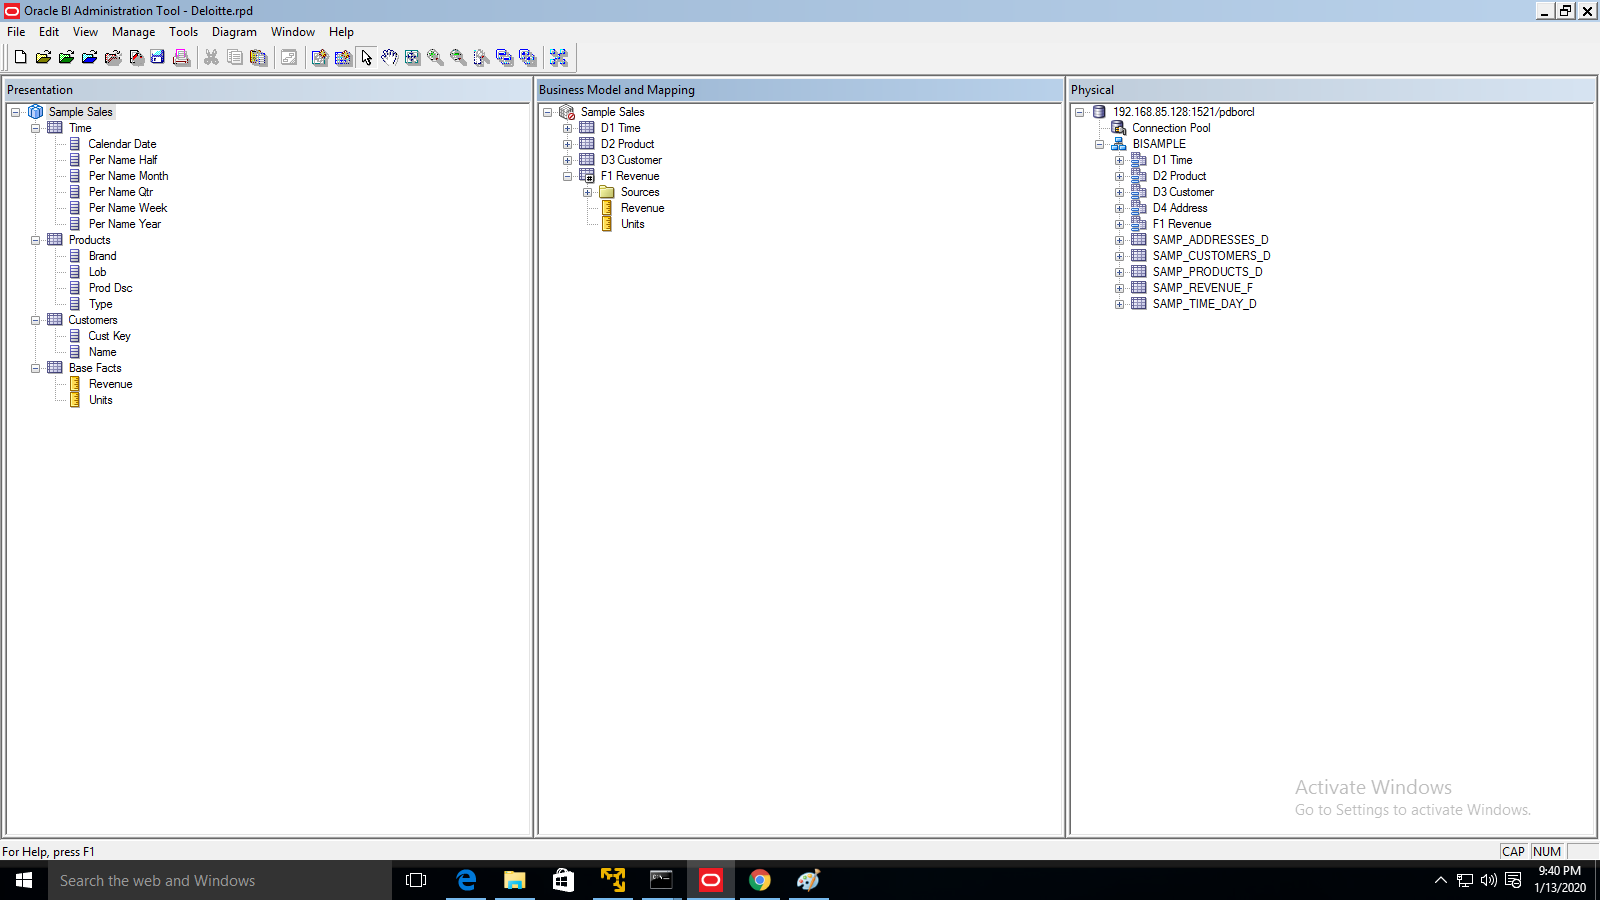 Oracle BI Administration Tool - Deloitte.rpd
File Edit View Manage Tools Diagram Window Help
Presentation
Sample Sales
Time
Calendar Date
Per Name Half
Per Name Month
Per Name Qtr
Per Name Week
Per Name Year
Products
Brand
Lob
Prod Dsc
Type
Customers
Cust Key
Name
Base Facts
Revenue
Units
Business Model and Mapping
Sample Sales
D1 Time
D2 Product
D3 Customer
F1 Revenue
Sources
Revenue
Units
Physical
192.168.85.128:1521/pdborcl
Connection Pool
BISAMPLE
D1 Time
D2 Product
D3 Customer
D4 Address
F1 Revenue
SAMP_ADDRESSES_D
SAMP_CUSTOMERS_D
SAMP_PRODUCTS_D
SAMP_REVENUE_F
SAMP_TIME_DAY_D
Activate Windows
Go to Settings to activate Windows.
For Help, press F1
CAP NUM
Search the web and Windows
9:40 PM
1/13/2020